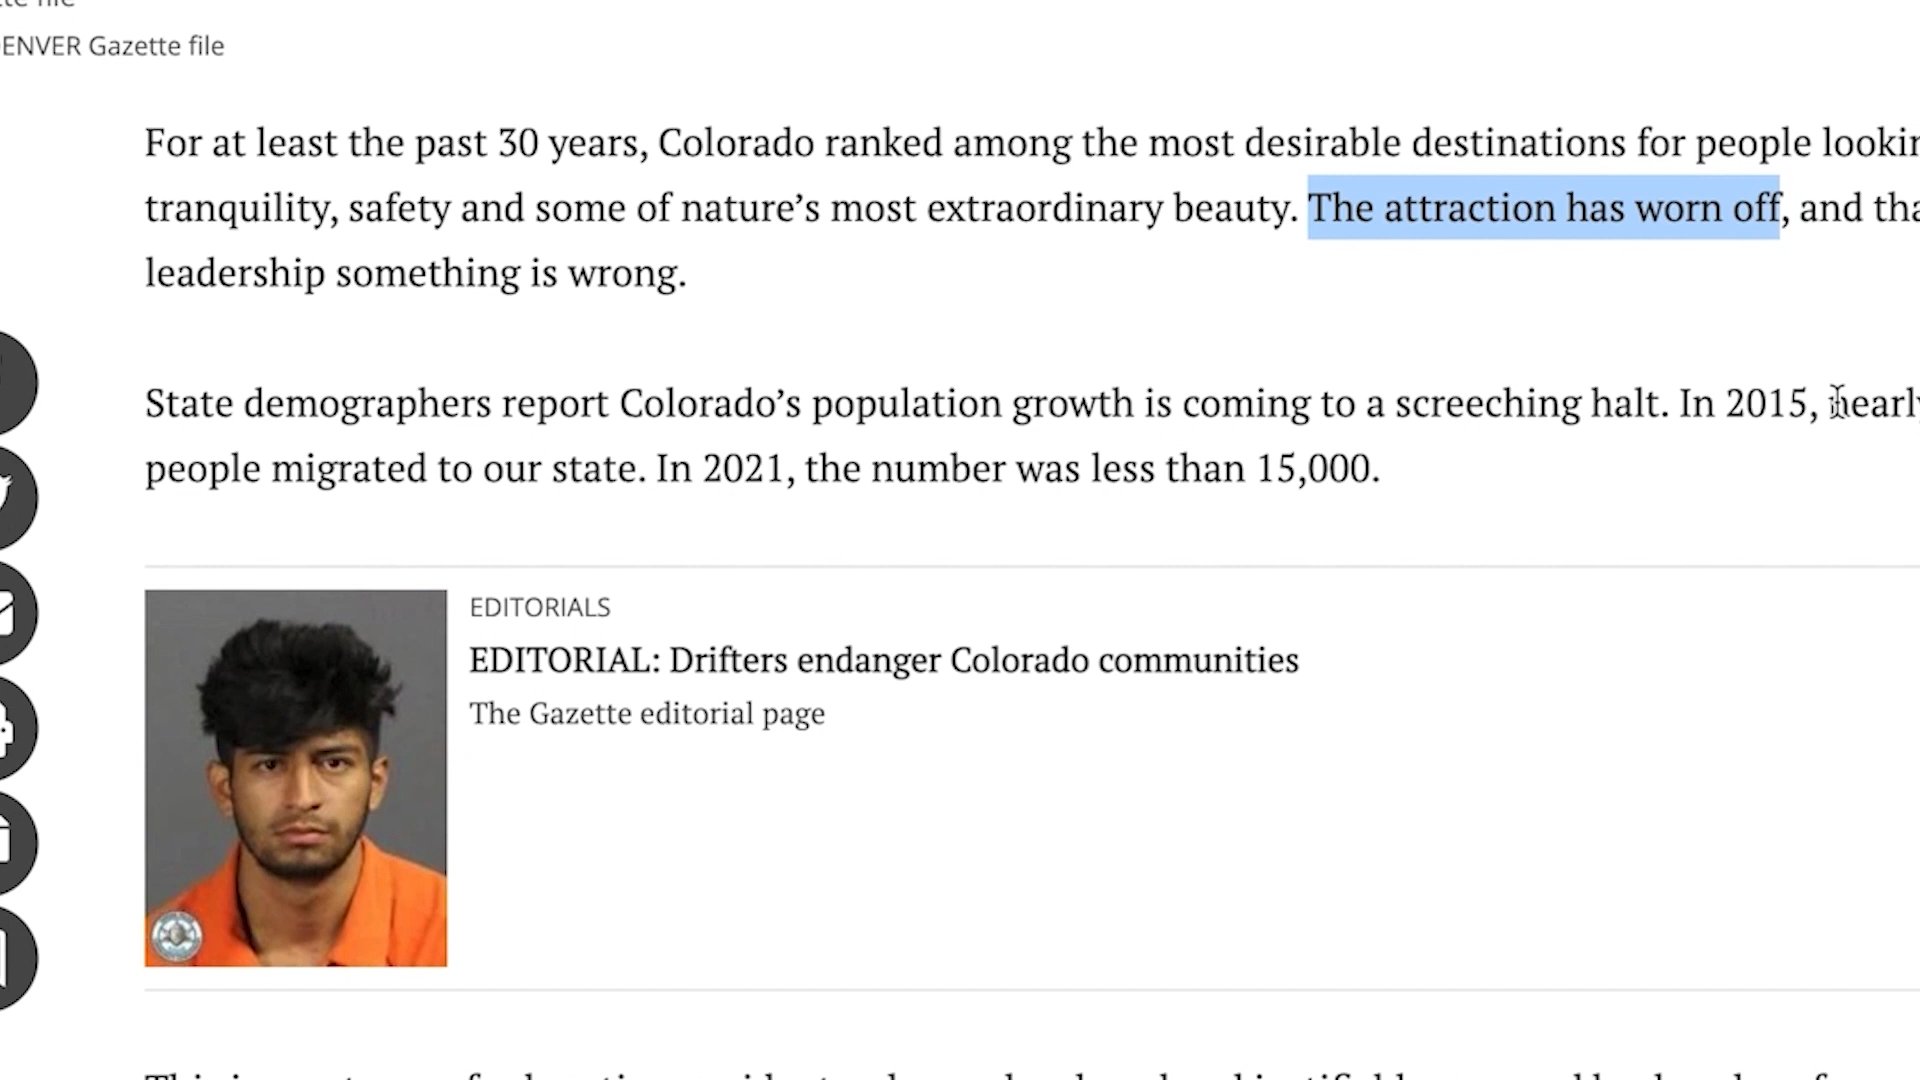 ENVER Gazette file
For at least the past 30 years, Colorado ranked among the most desirable destinations for people
tranquility, safety and some of nature’s most extraordinary beauty. The attraction has worn off, and
leadership something is wrong.
State demographers report Colorado’s population growth is coming to a screeching halt. In 2015, nearly
people migrated to our state. In 2021, the number was less than 15,000.
EDITORIALS
EDITORIAL: Drifters endanger Colorado communities
The Gazette editorial page